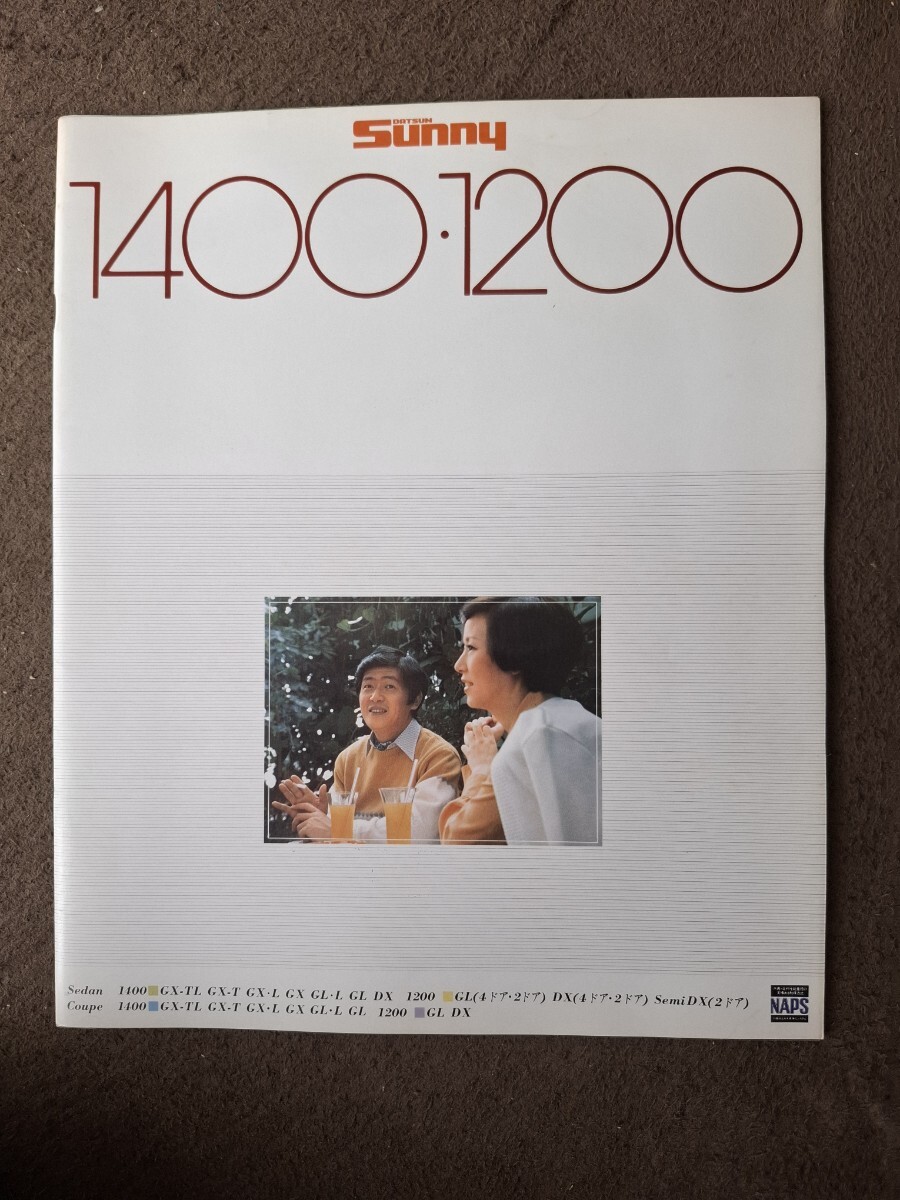 DATSUN
Sunny
1400・1200
Sedan 1400 GX-TL GX-T GX・L GX GL・L GL DX 1200 GL(4ドア・2ドア) DX(4ドア・2ドア) SemiDX(2ドア)
Coupe 1400 GX-TL GX-T GX・L GX GL・L GL 1200 GL DX
NAPS